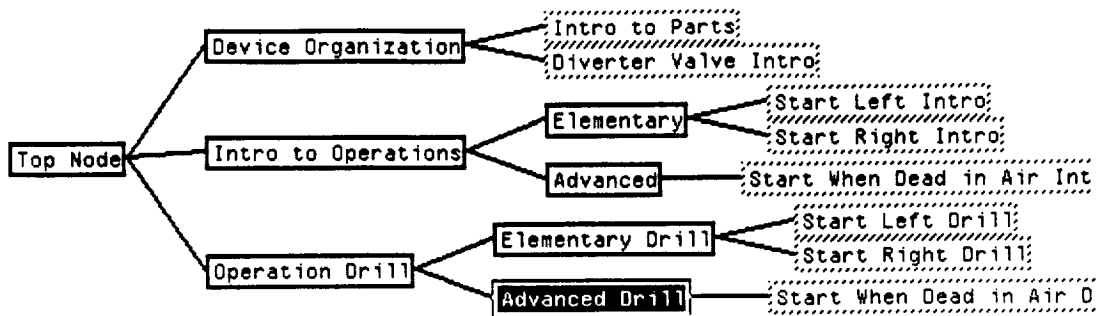 Intro to Parts
Device Organization
Diverter Valve Intro
Start Left Intro
Elementary
Start Right Intro
Top Node
Intro to Operations
Advanced
Start When Dead in Air Int
Start Left Drill
Elementary Drill
Start Right Drill
Operation Drill
Advanced Drill
Start When Dead in Air D